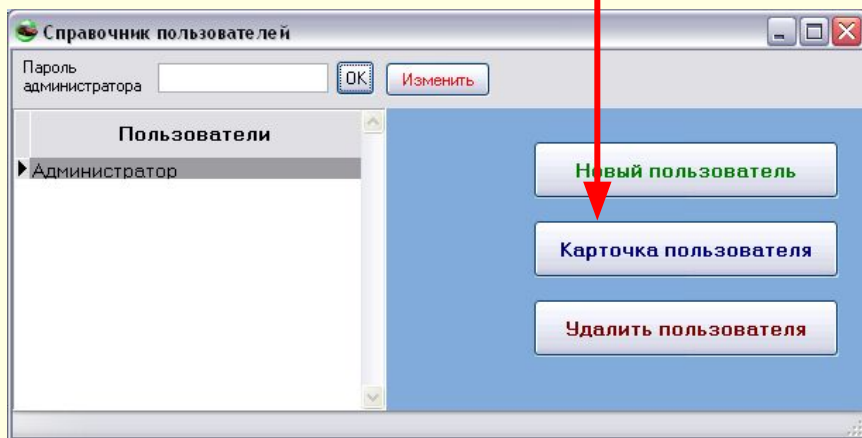 Справочник пользователей
Пароль
администратора
OK
Изменить
Пользователи
Администратор
Новый пользователь
Карточка пользователя
Удалить пользователя